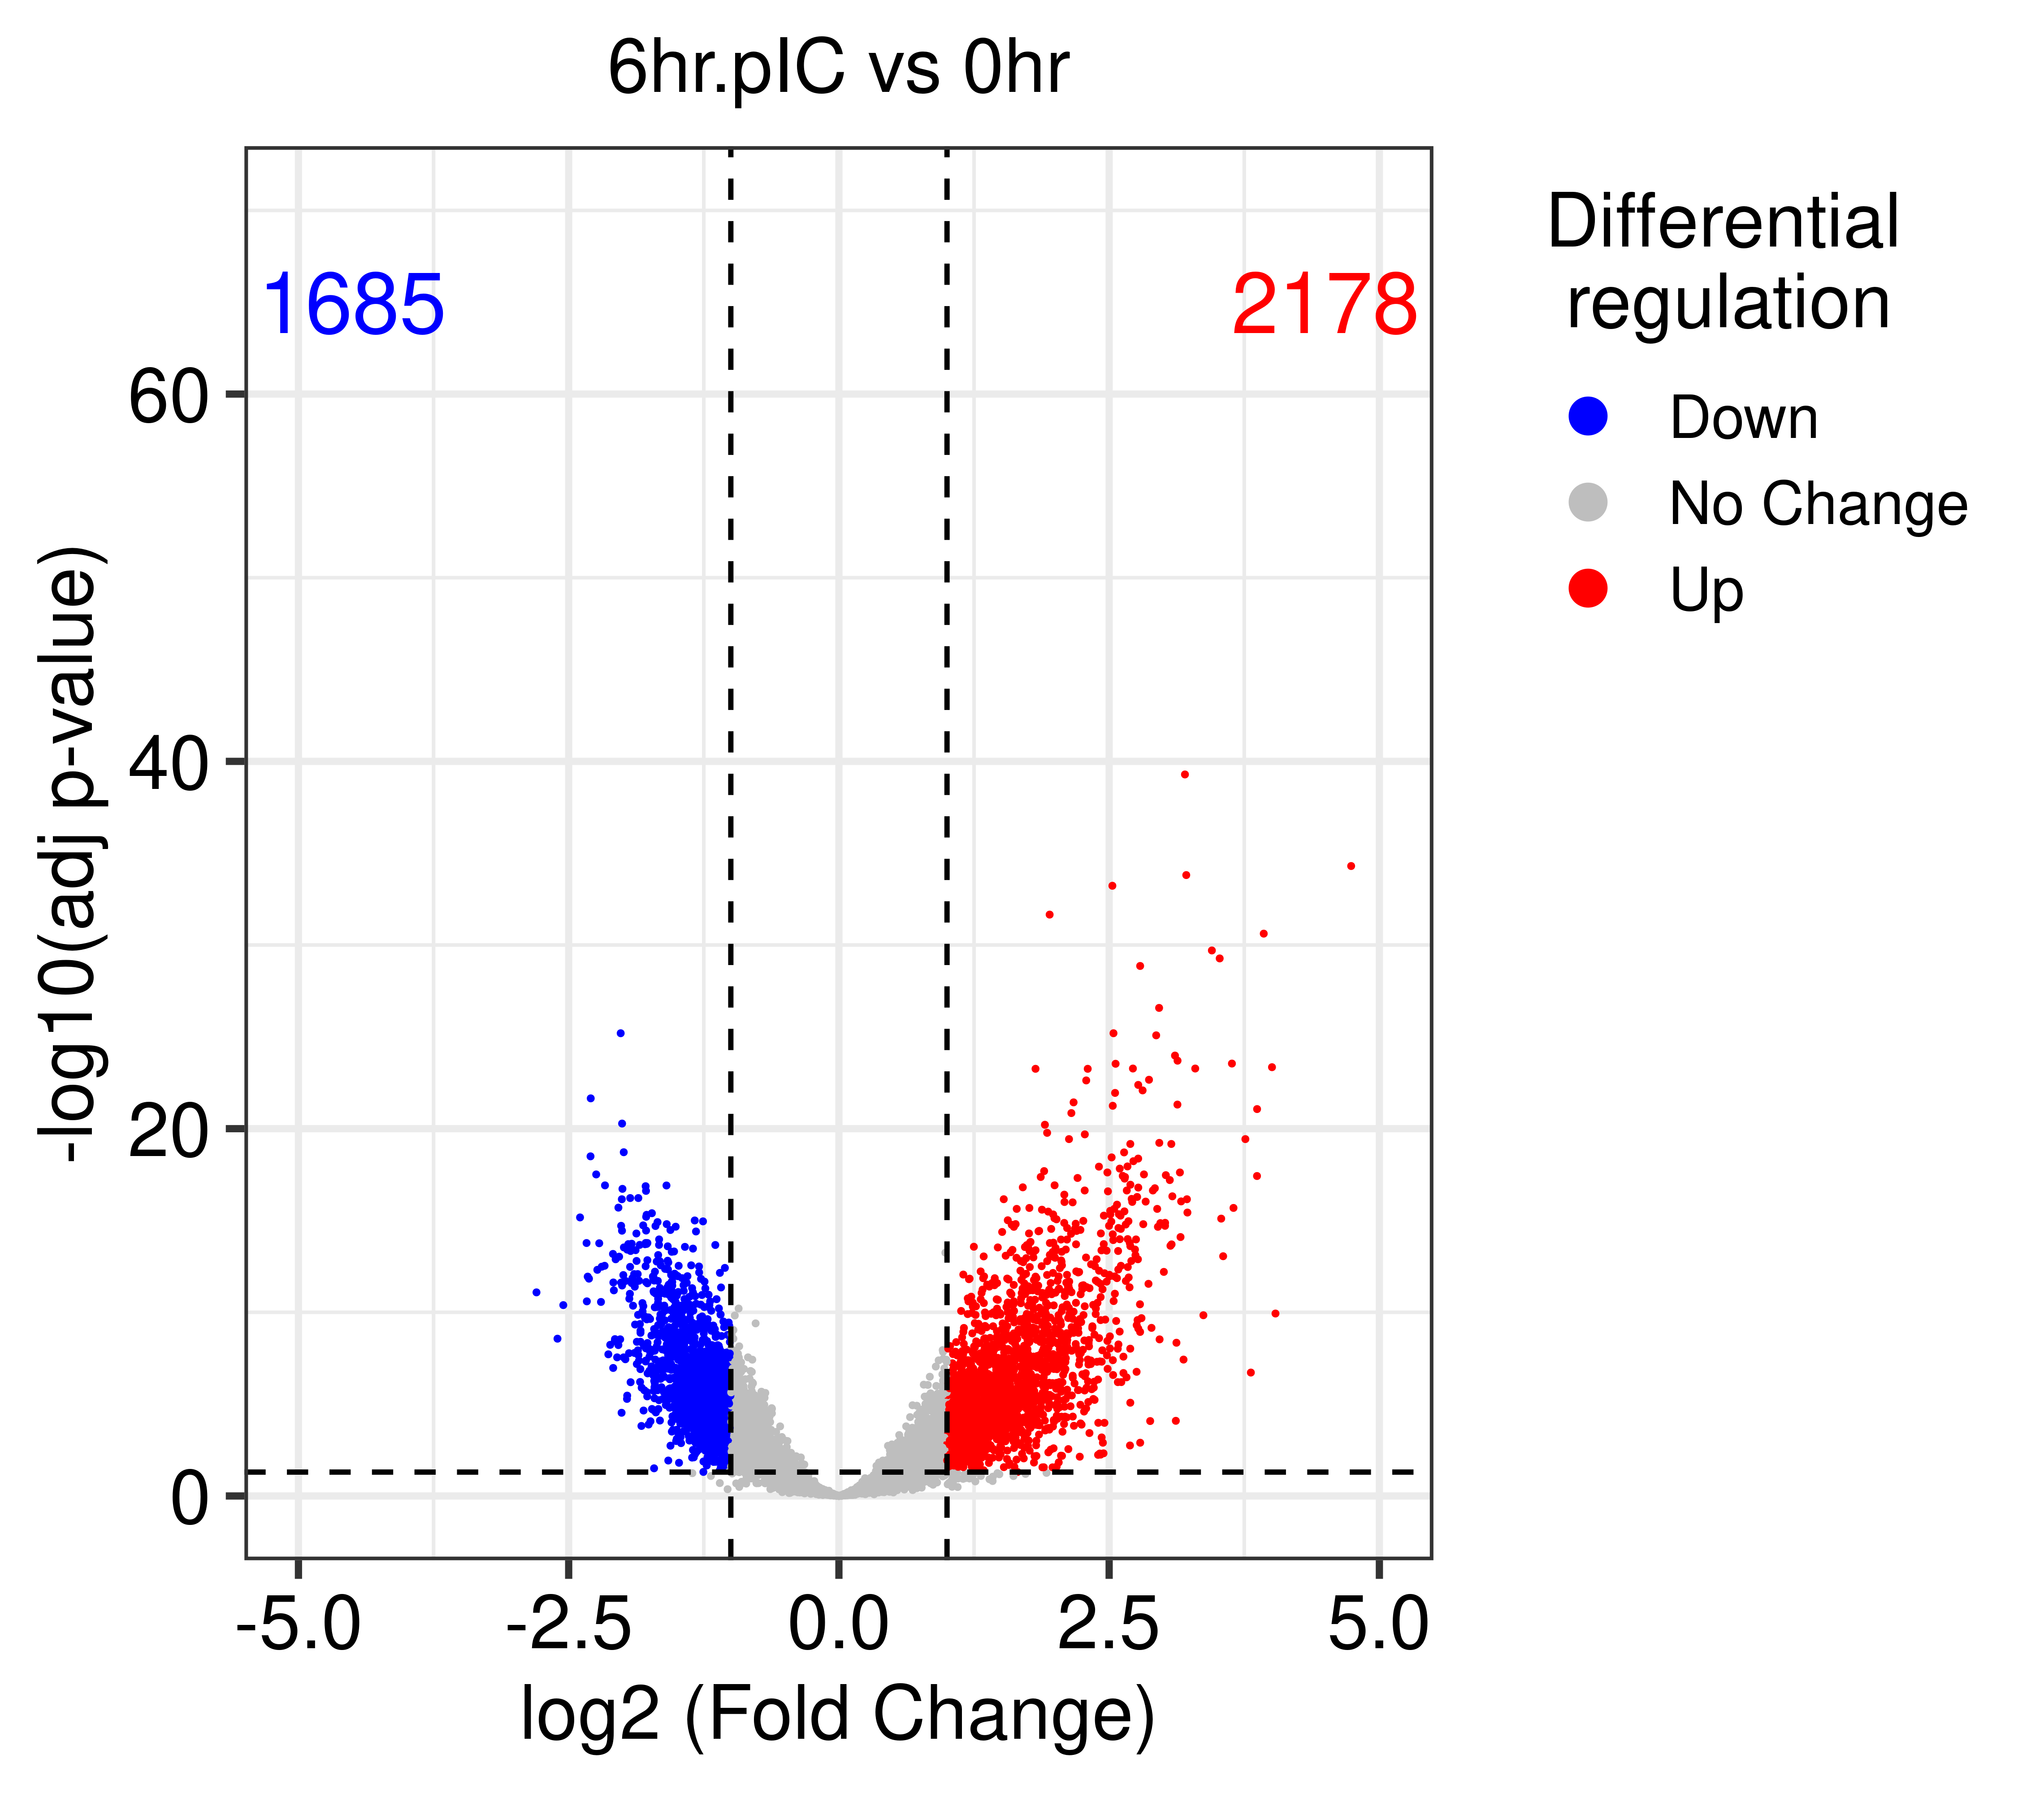 6hr.pIC vs 0hr
1685
2178
60
40
20
0
-log10(adj p-value)
-5.0
-2.5
0.0
2.5
5.0
log2 (Fold Change)
Differential
regulation
Down
No Change
Up